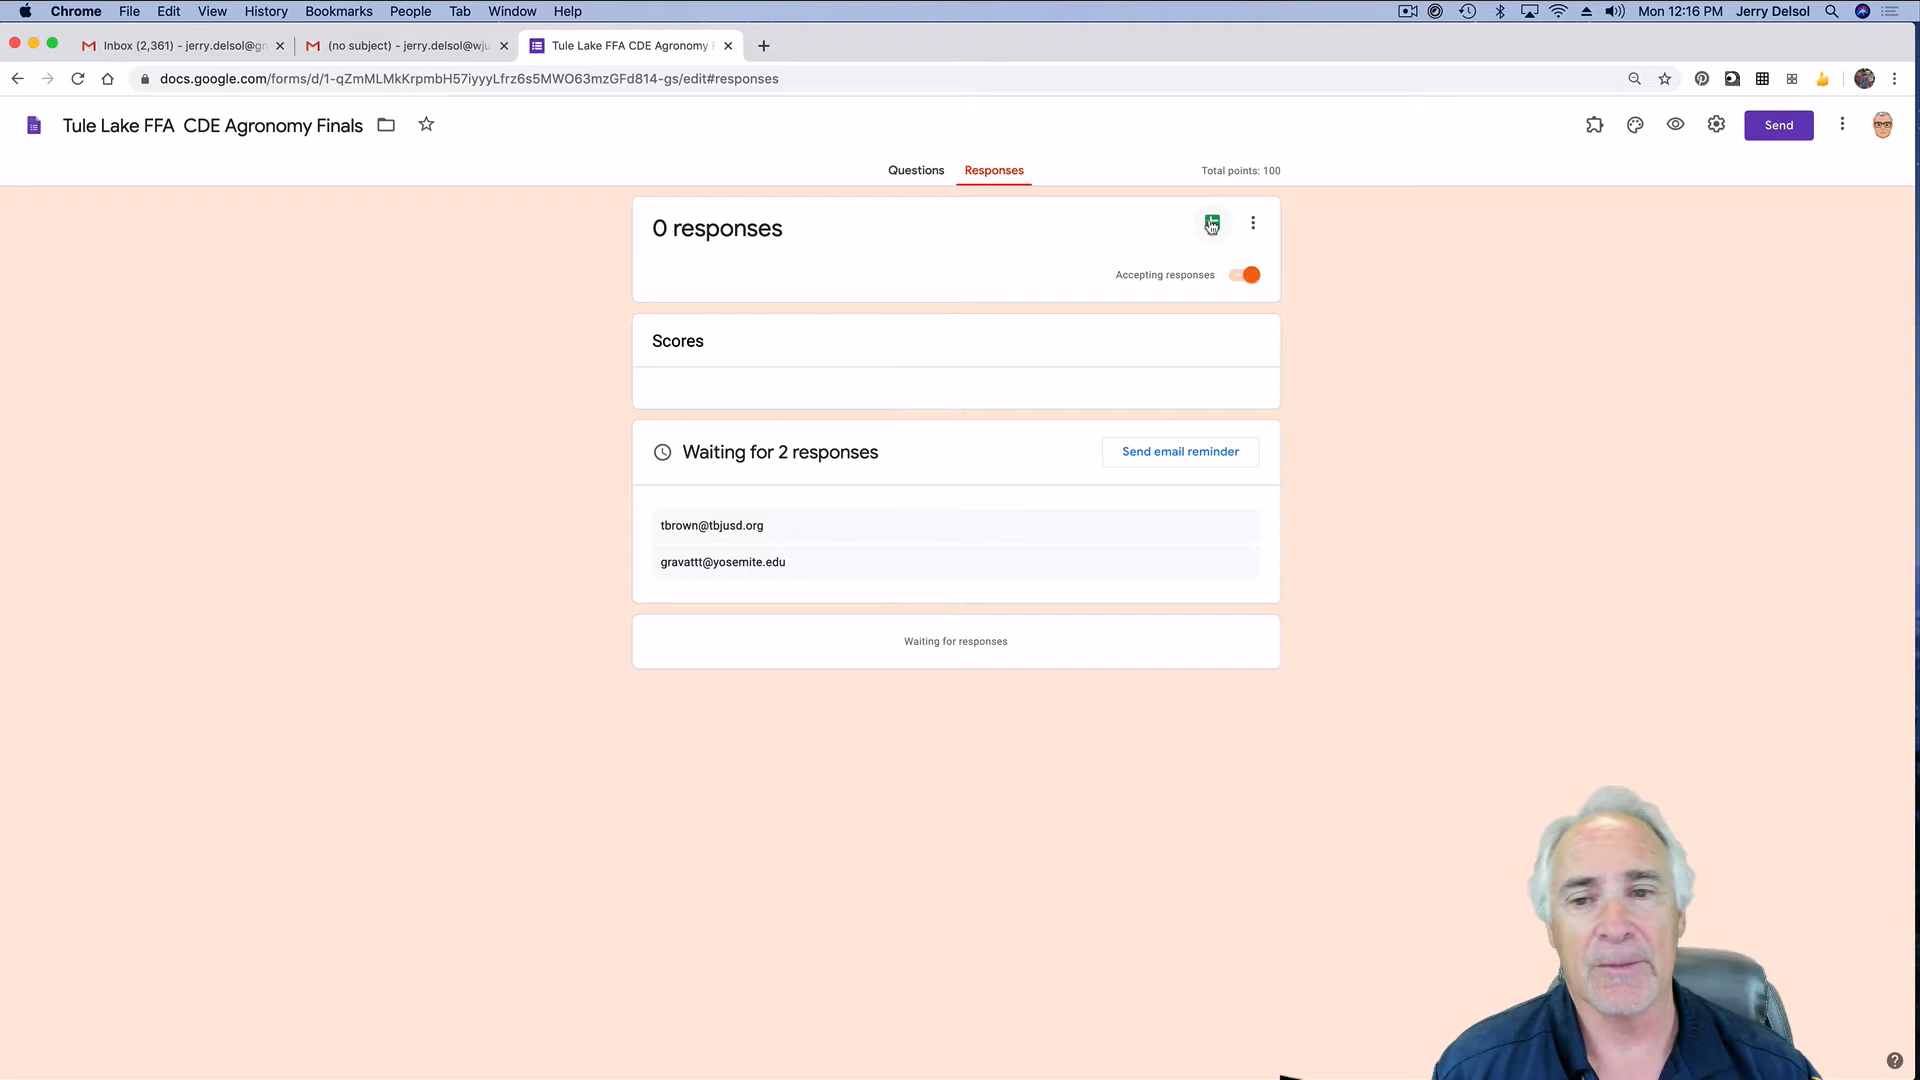 Chrome File Edit View History Bookmarks People Tab Window Help Mon 12:16 PM Jerry Delsol
Inbox (2,361) - jerry.delsol@gm (no subject) - jerry.delsol@wju Tule Lake FFA CDE Agronomy
docs.google.com/forms/d/1-qZmMLMkKrpmbH57iyyyLfrz6s5MWO63mzGFd814-gs/edit#responses
Tule Lake FFA CDE Agronomy Finals Send
Questions Responses Total points: 100
0 responses
Accepting responses
Scores
Waiting for 2 responses Send email reminder
tbrown@tbjusd.org
gravattt@yosemite.edu
Waiting for responses